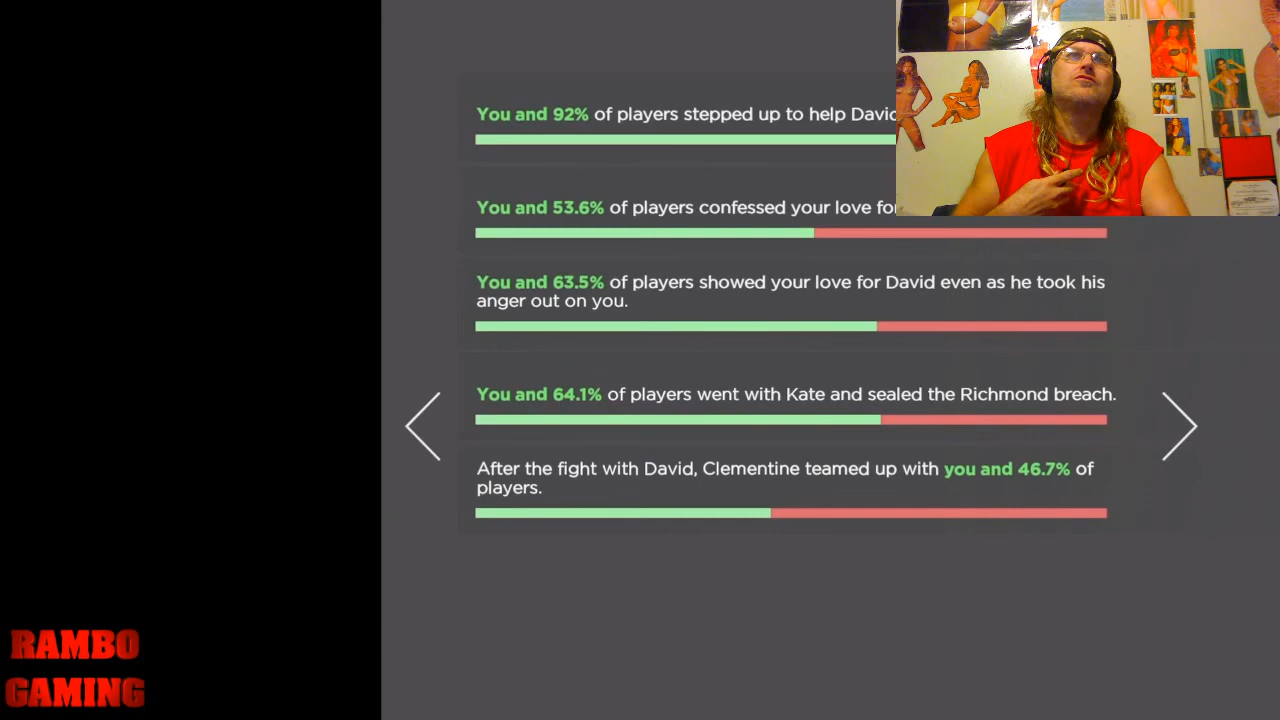 You and 92% of players stepped up to help
You and 53.6% of players confessed your love
You and 63.5% of players showed your love for David even as he took his
anger out on you.
You and 64.1% of players went with Kate and sealed the Richmond breach.
After the fight with David, Clementine teamed up with you and 46.7% of
players.
RAMBO
GAMING